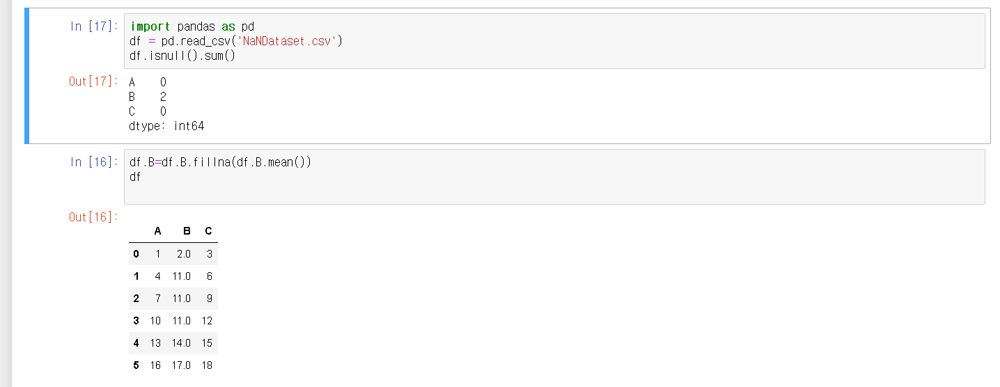 In [17]:
import pandas as pd
df = pd.read_csv('NaNDataset.csv')
df.isnull().sum()
Out[17]:
A 0
B 2
C 0
dtype: int64
In [16]:
df.B=df.B.fillna(df.B.mean())
df
Out[16]:
A B C
0 1 2.0 3
1 4 11.0 6
2 7 11.0 9
3 10 11.0 12
4 13 14.0 15
5 16 17.0 18